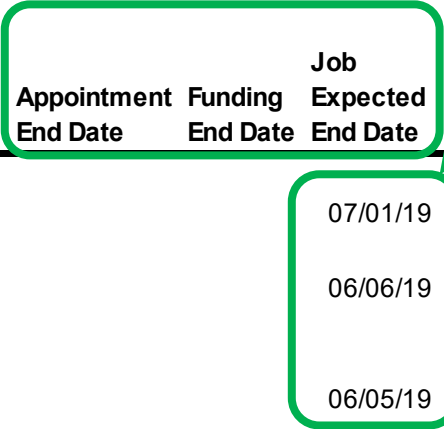 Job
Appointment Funding Expected
End Date End Date End Date
07/01/19
06/06/19
06/05/19